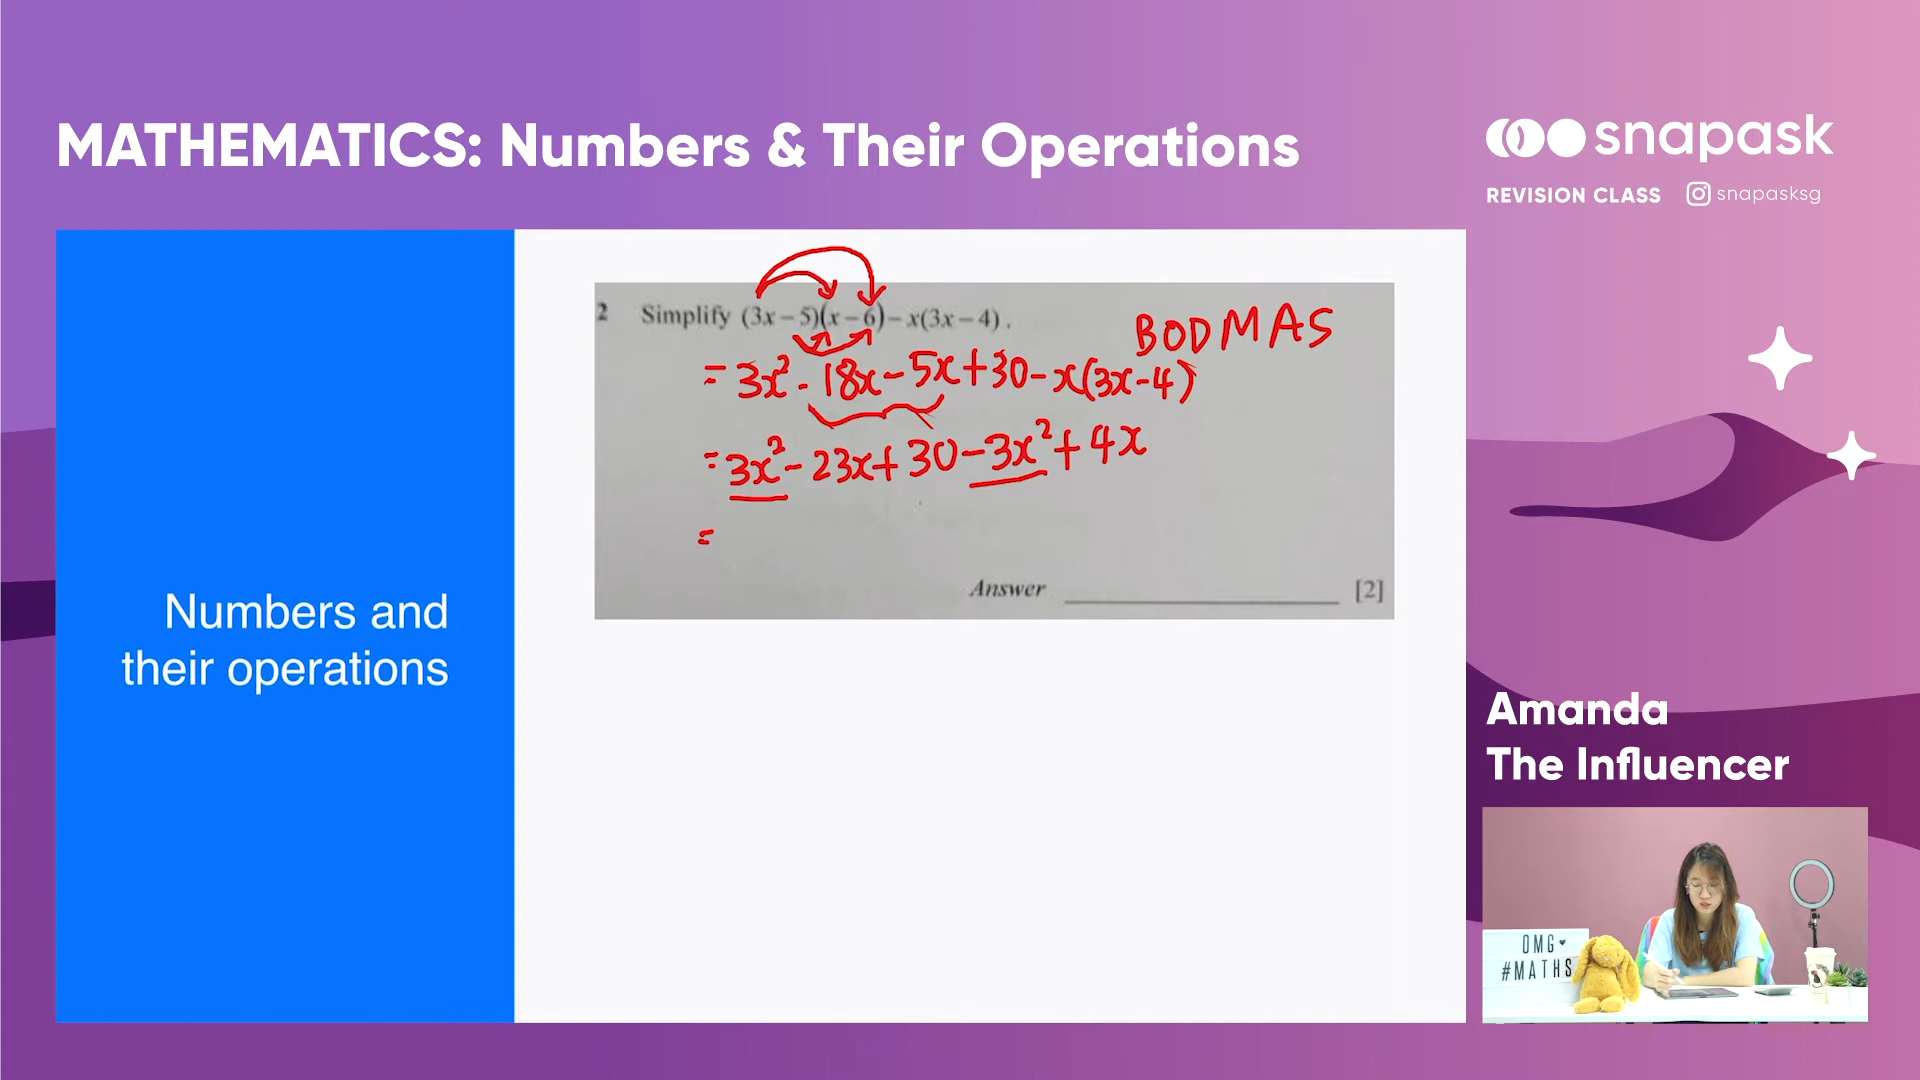 MATHEMATICS: Numbers & Their Operations
snapask
REVISION CLASS snapasksg
Numbers and
their operations
2 Simplify (3x – 5)(x – 6) – x(3x – 4) .
BODMAS
= 3x² - 18x - 5x + 30 - x(3x-4)
= 3x² - 23x + 30 - 3x² + 4x
=
Answer ____________ [2]
Amanda
The Influencer
OMG ♥
#MATHS